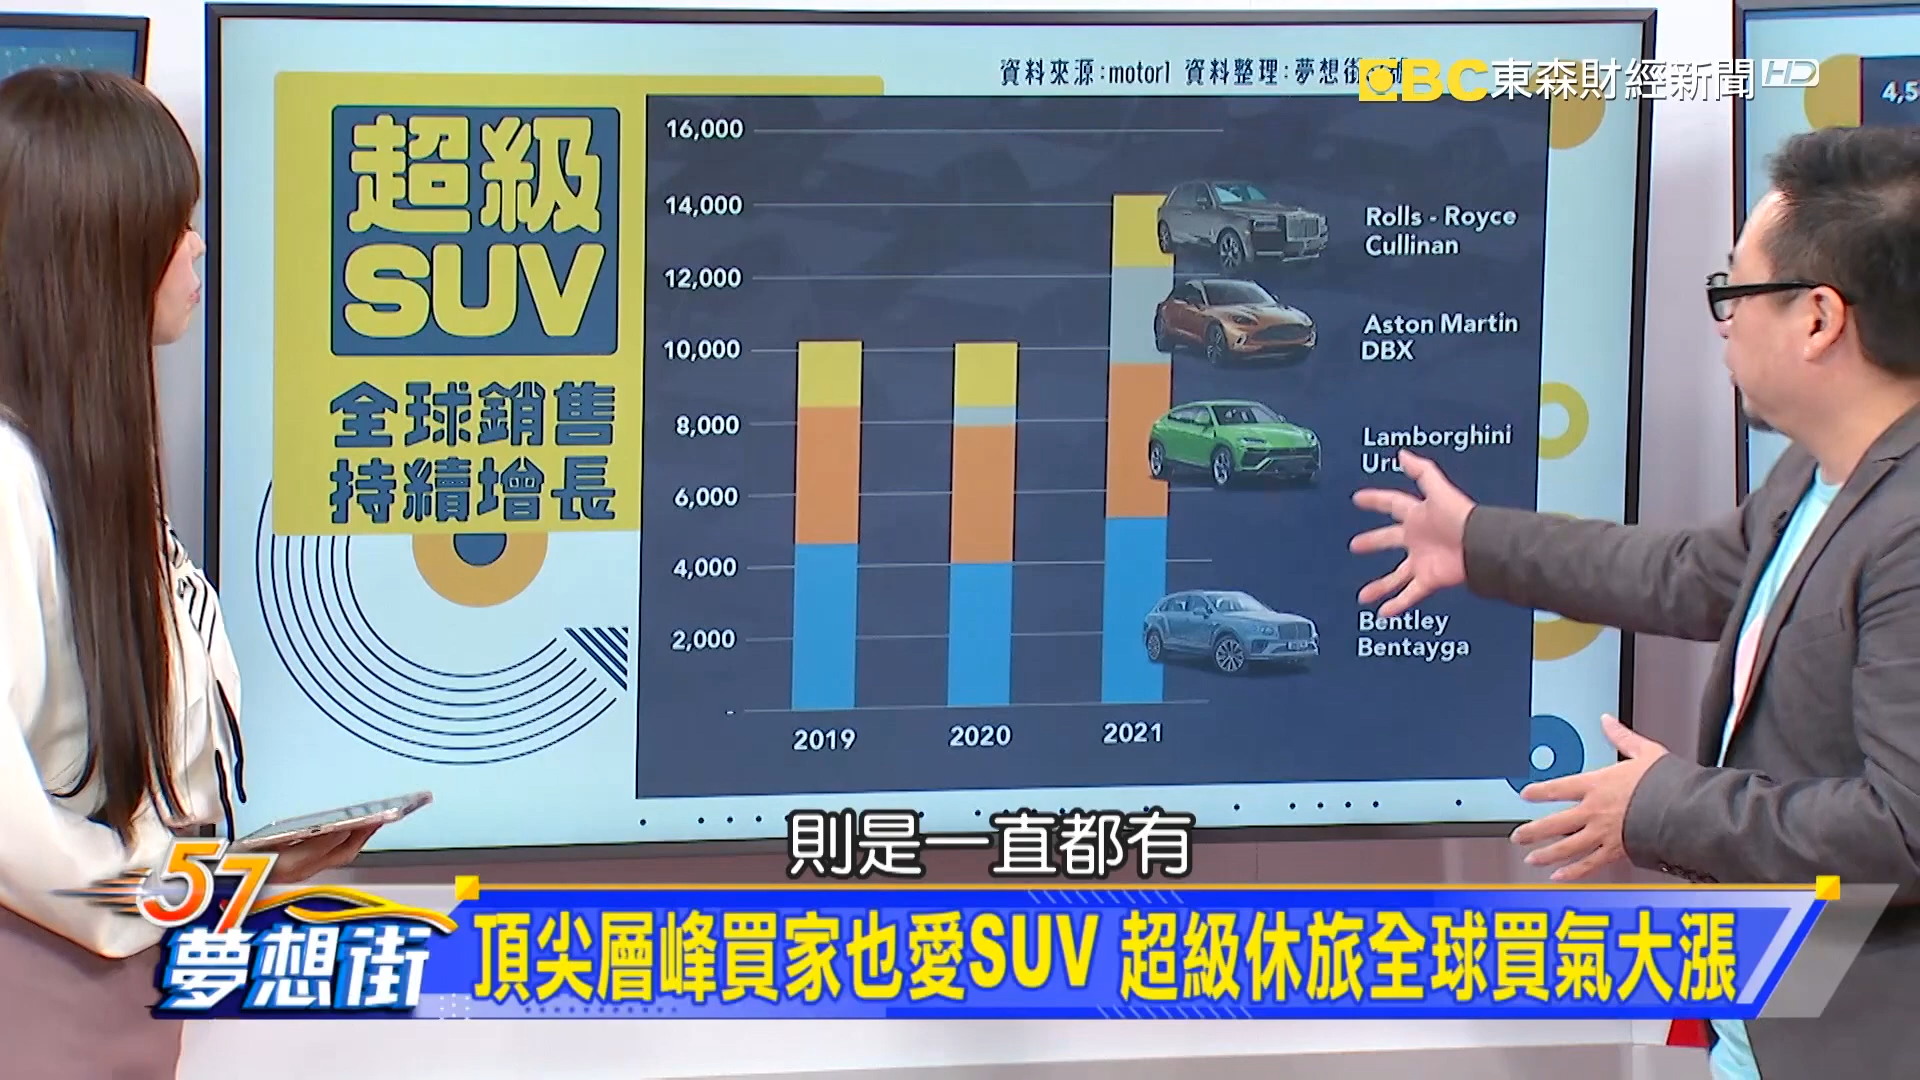 資料來源:motor1 資料整理:夢想街
EBC 東森財經新聞 HD
超級
SUV
全球銷售
持續增長
16,000
14,000
12,000
10,000
8,000
6,000
4,000
2,000
-
2019 2020 2021
Rolls - Royce
Cullinan
Aston Martin
DBX
Lamborghini
Bentley
Bentayga
則是一直都有
57
夢想街
頂尖層峰買家也愛SUV 超級休旅全球買氣大漲